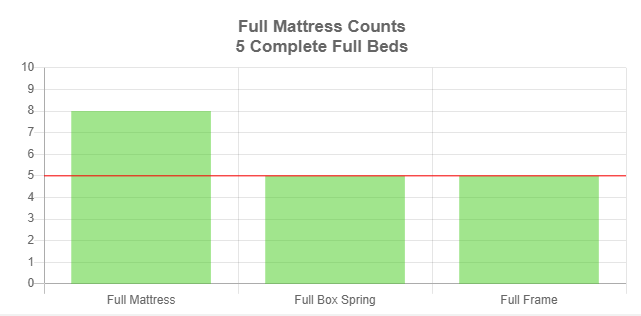 Full Mattress Counts
5 Complete Full Beds
10
9
8
7
6
5
4
3
2
1
0
Full Mattress
Full Box Spring
Full Frame